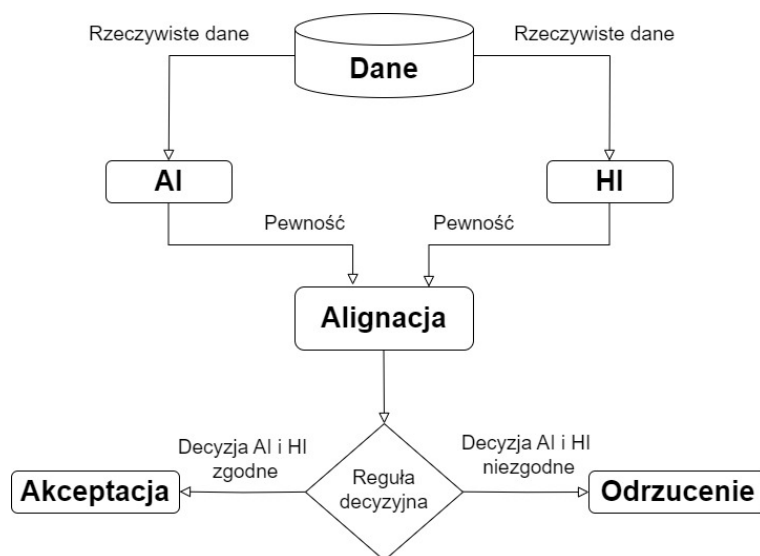 Rzeczywiste dane
Rzeczywiste dane
Dane
AI
HI
Pewność
Pewność
Alignacja
Decyzja AI i HI
zgodne
Decyzja AI i HI
niezgodne
Reguła
decyzyjna
Akceptacja
Odrzucenie